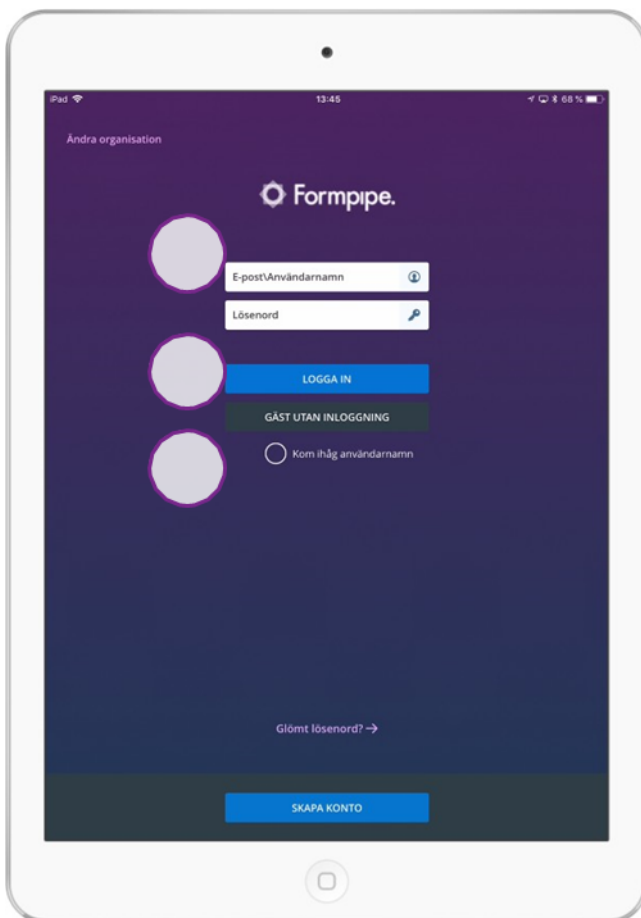 iPad 13:45 68 %
Ändra organisation
Formpipe.
E-post\Användarnamn
Lösenord
LOGGA IN
GÄST UTAN INLOGGNING
Kom ihåg användarnamn
Glömt lösenord? →
SKAPA KONTO